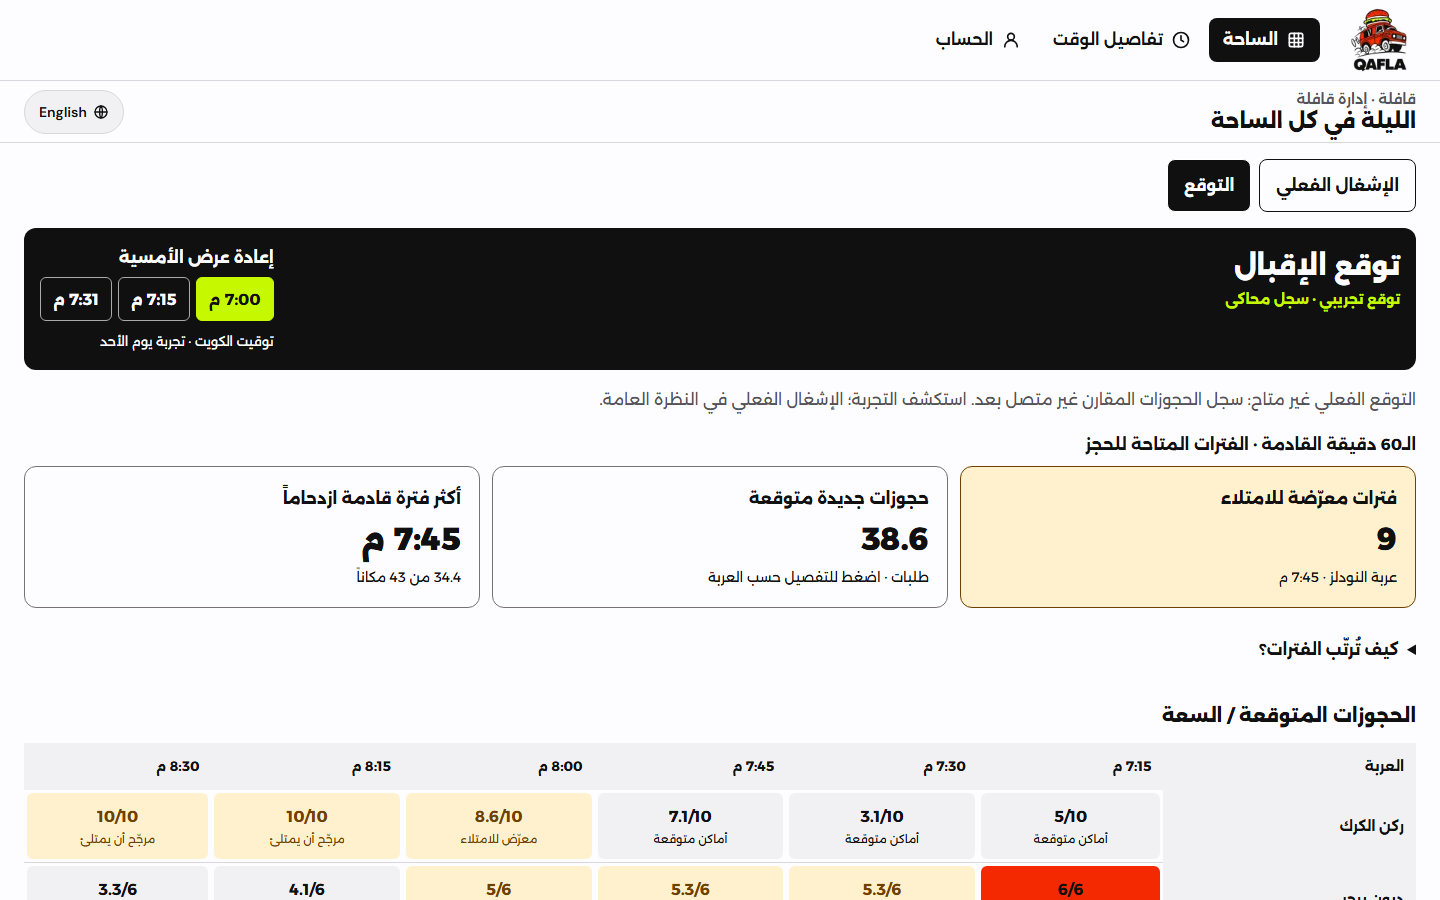 QAFLA
الساحة
تفاصيل الوقت
الحساب
قافلة · إدارة قافلة
الليلة في كل الساحة
English
الإشغال الفعلي
التوقع
توقع الإقبال
توقع تجريبي · سجل محاكى
إعادة عرض الأمسية
7:00 م
7:15 م
7:31 م
توقيت الكويت · تجربة يوم الأحد
التوقع الفعلي غير متاح: سجل الحجوزات المقارن غير متصل بعد. استكشف التجربة؛ الإشغال الفعلي في النظرة العامة.
الـ60 دقيقة القادمة · الفترات المتاحة للحجز
فترات معرّضة للامتلاء
9
عربة النودلز · 7:45 م
حجوزات جديدة متوقعة
38.6
طلبات · اضغط للتفصيل حسب العربة
أكثر فترة قادمة ازدحاماً
7:45 م
34.4 من 43 مكاناً
كيف تُرتّب الفترات؟
الحجوزات المتوقعة / السعة
العربة 7:15 م 7:30 م 7:45 م 8:00 م 8:15 م 8:30 م
ركن الكرك
5/10 3.1/10 7.1/10 8.6/10 10/10 10/10
أماكن متوقعة أماكن متوقعة أماكن متوقعة معرّض للامتلاء مرجّح أن يمتلئ مرجّح أن يمتلئ
6/6 5.3/6 5.3/6 5/6 4.1/6 3.3/6